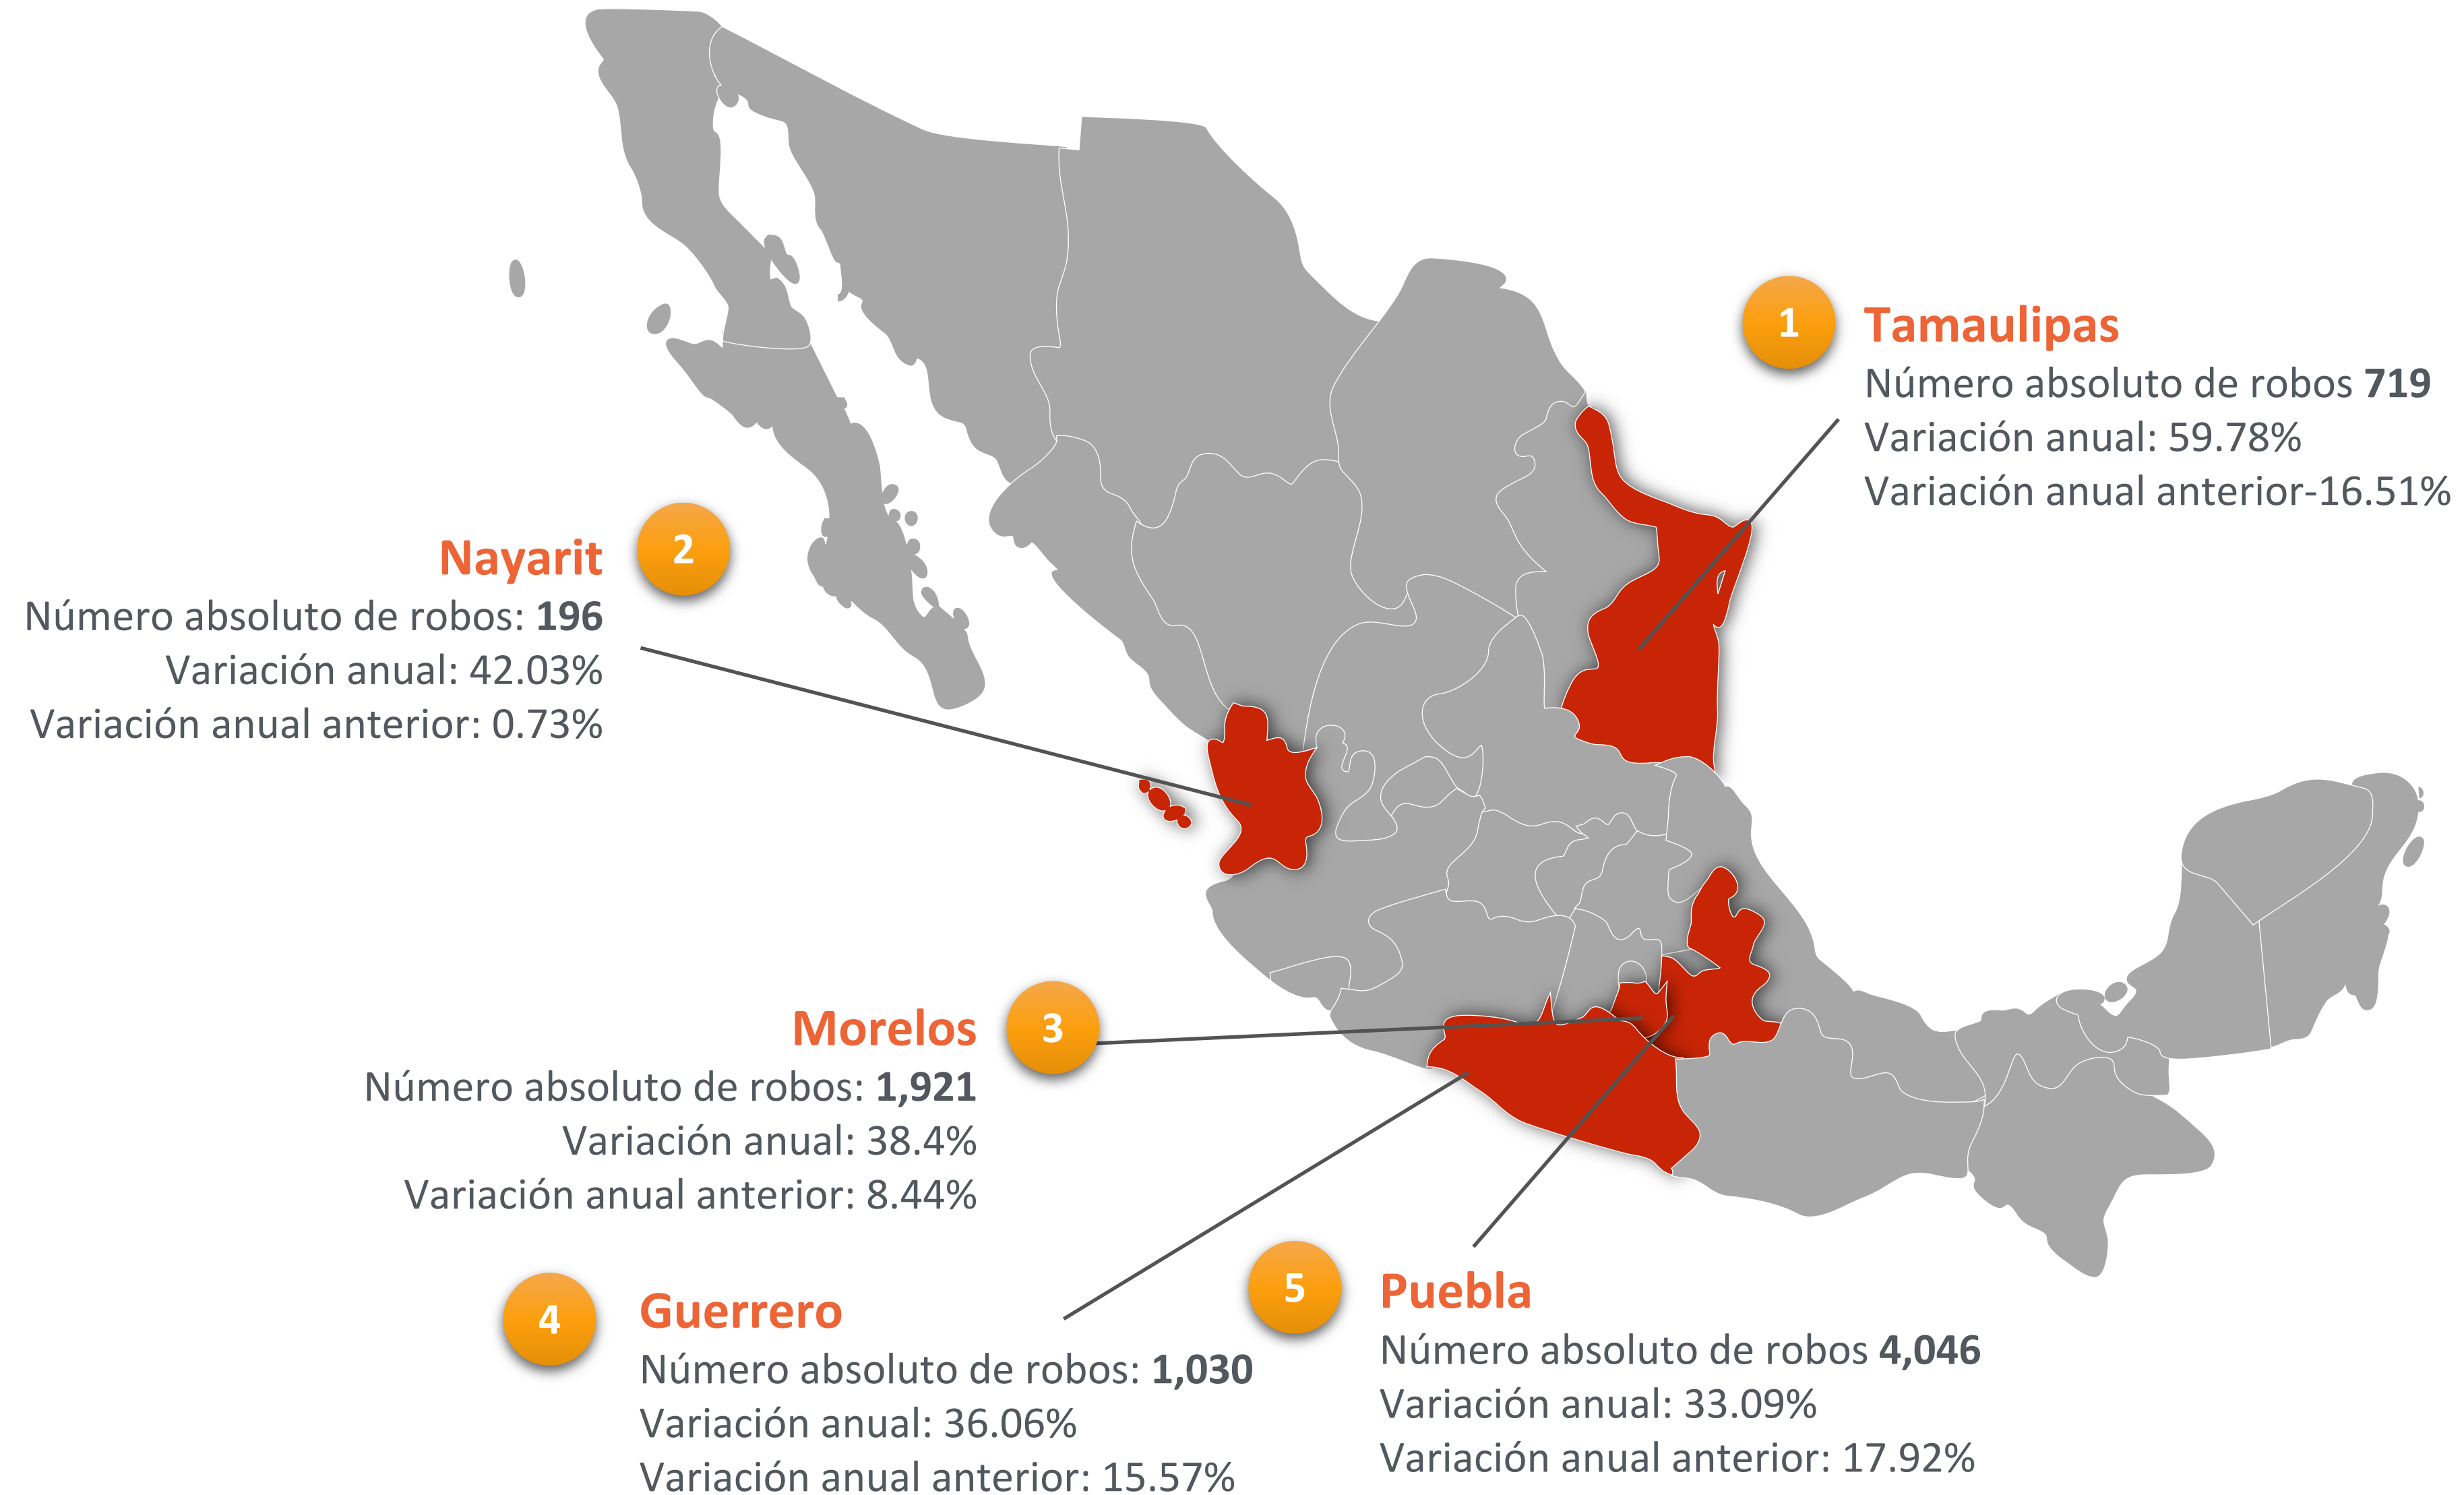 1
Tamaulipas
Número absoluto de robos 719
Variación anual: 59.78%
Variación anual anterior-16.51%
2
Nayarit
Número absoluto de robos: 196
Variación anual: 42.03%
Variación anual anterior: 0.73%
3
Morelos
Número absoluto de robos: 1,921
Variación anual: 38.4%
Variación anual anterior: 8.44%
4
Guerrero
Número absoluto de robos: 1,030
Variación anual: 36.06%
Variación anual anterior: 15.57%
5
Puebla
Número absoluto de robos 4,046
Variación anual: 33.09%
Variación anual anterior: 17.92%